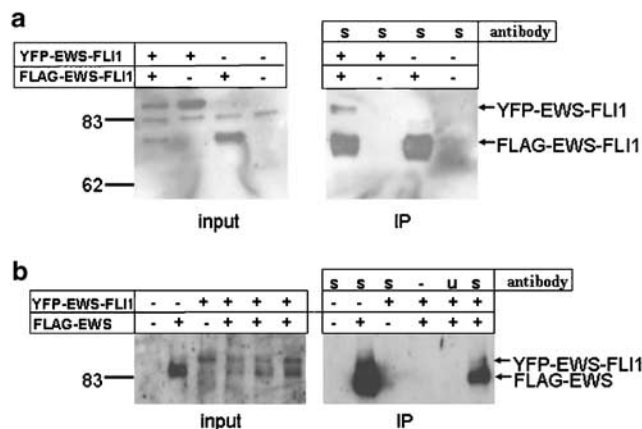 a
s s s s antibody
YFP-EWS-FLI1 + + - - + + - -
FLAG-EWS-FLI1 + - + - + - + -
83
62
YFP-EWS-FLI1
FLAG-EWS-FLI1
input IP
b
s s s - u s antibody
YFP-EWS-FLI1 - - + + + + - - + + + +
FLAG-EWS - + - + + + - + - + + +
83
YFP-EWS-FLI1
FLAG-EWS
input IP